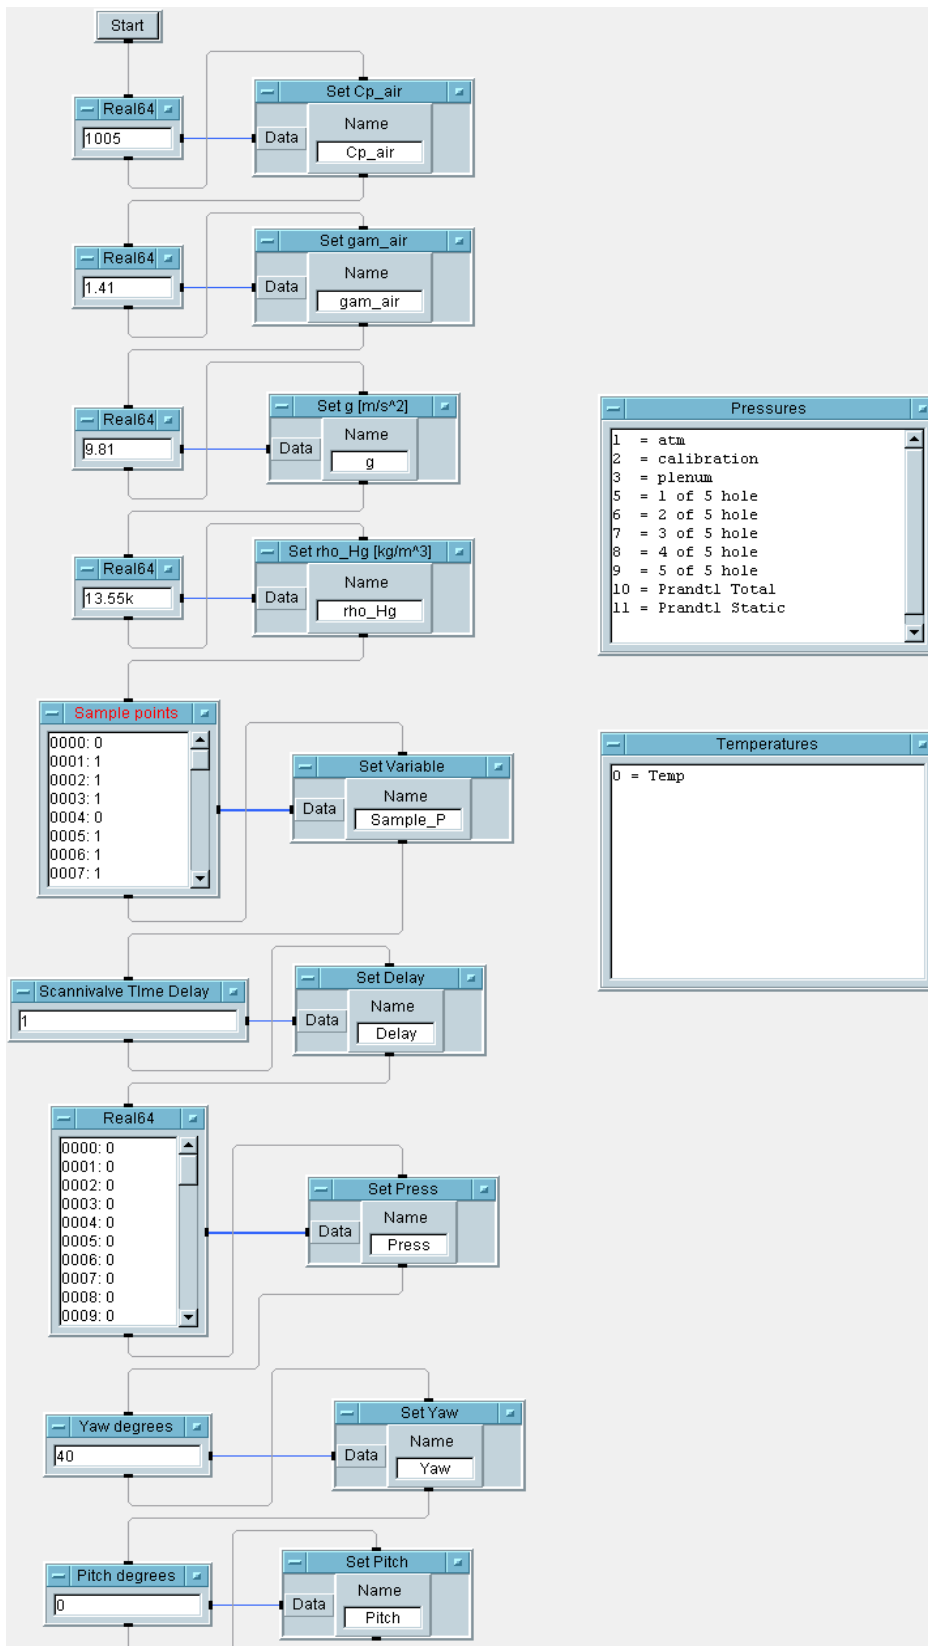 Start
Set Cp_air
Real64
Name
1005
Data
Cp_air
Set gam_air
Real64
Name
1.41
Data
gam_air
Set g [m/s^2]
Real64
Name
9.81
Data
g
Set rho_Hg [kg/m^3]
Real64
Name
13.55k
Data
rho_Hg
Pressures
1 = atm
2 = calibration
3 = plenum
5 = 1 of 5 hole
6 = 2 of 5 hole
7 = 3 of 5 hole
8 = 4 of 5 hole
9 = 5 of 5 hole
10 = Prandtl Total
11 = Prandtl Static
Sample points
0000: 0
0001: 1
0002: 1
0003: 1
0004: 0
0005: 1
0006: 1
0007: 1
Set Variable
Name
Data
Sample_P
Temperatures
0 = Temp
Scannivalve TIme Delay
1
Set Delay
Name
Data
Delay
Real64
0000: 0
0001: 0
0002: 0
0003: 0
0004: 0
0005: 0
0006: 0
0007: 0
0008: 0
0009: 0
Set Press
Name
Data
Press
Yaw degrees
40
Set Yaw
Name
Data
Yaw
Pitch degrees
0
Set Pitch
Name
Data
Pitch